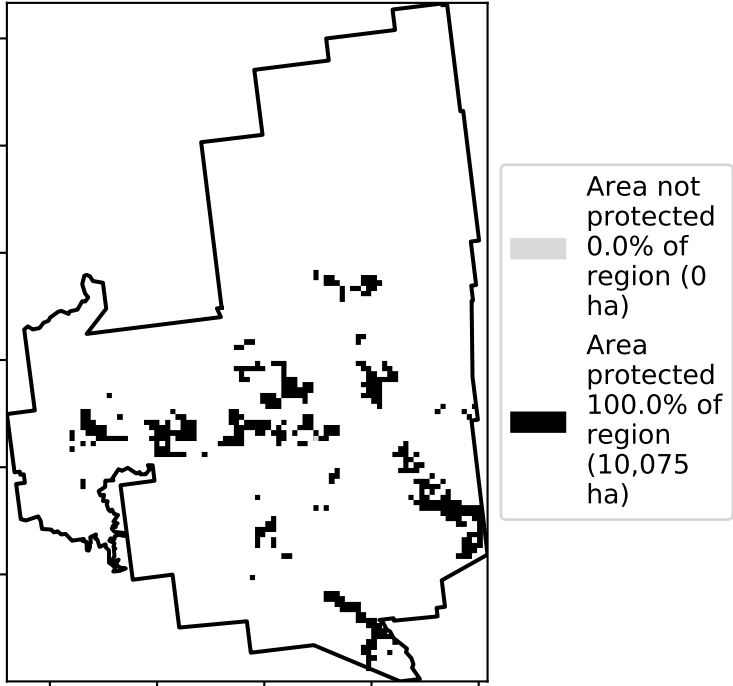 Area not
protected
0.0% of
region (0
ha)
Area
protected
100.0% of
region
(10,075
ha)